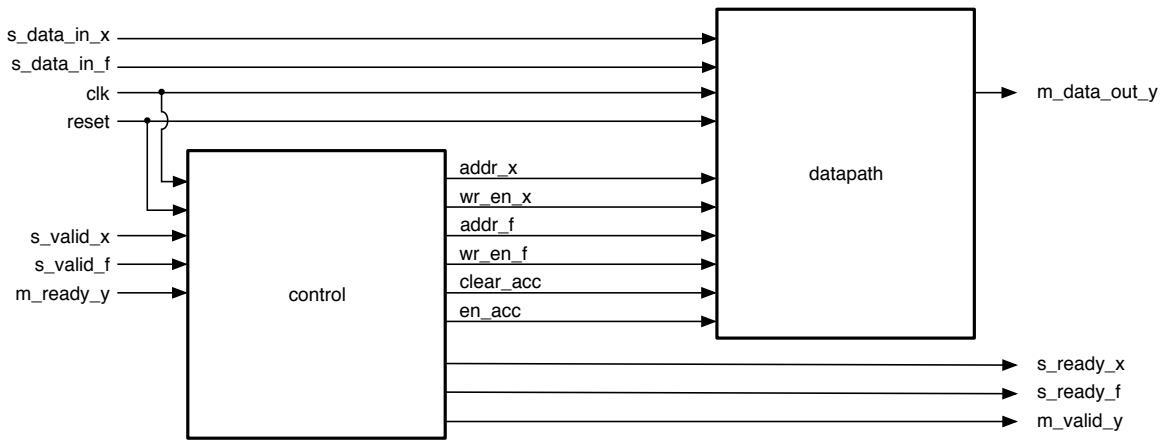 s_data_in_x
s_data_in_f
clk
reset
m_data_out_y
datapath
addr_x
wr_en_x
addr_f
wr_en_f
clear_acc
en_acc
s_valid_x
s_valid_f
m_ready_y
control
s_ready_x
s_ready_f
m_valid_y